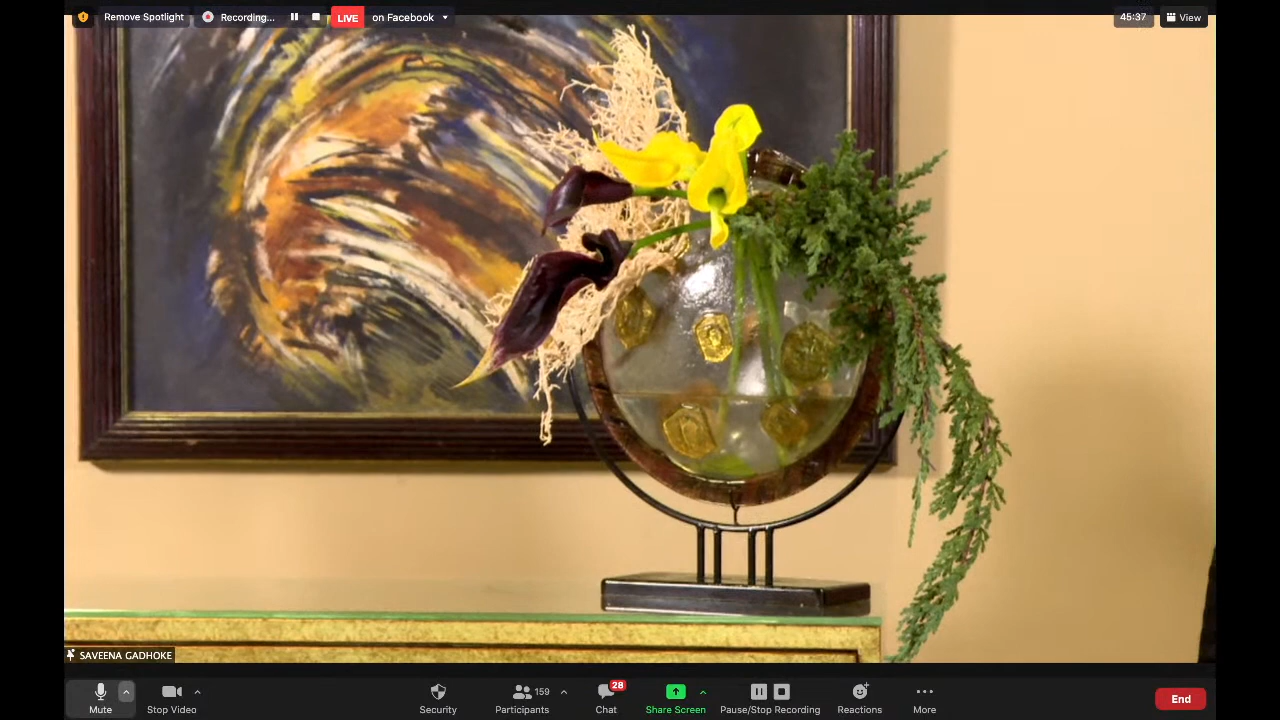 Remove Spotlight Recording... LIVE on Facebook 45:37 View
SAVEENA GADHOKE
28
159
Mute Stop Video Security Participants Chat Share Screen Pause/Stop Recording Reactions More End